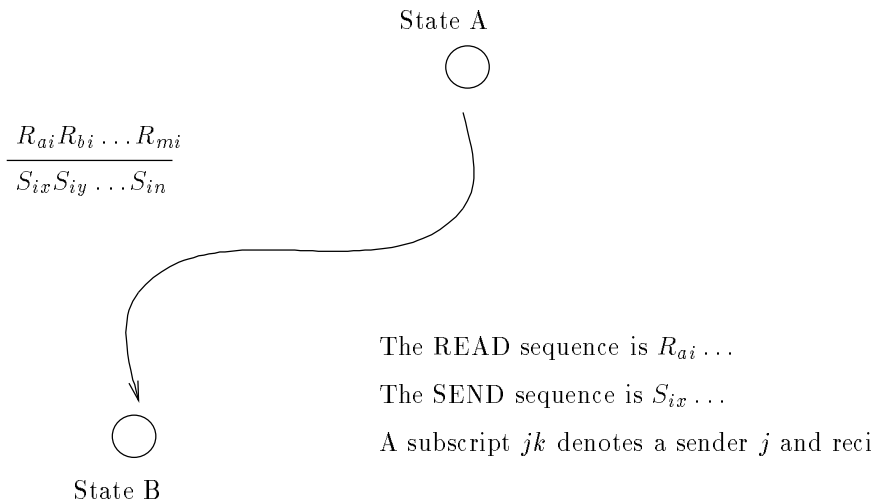 State A
R_{ai}R_{bi} … R_{mi}
S_{ix}S_{iy} … S_{in}
The READ sequence is R_{ai} …
The SEND sequence is S_{ix} …
A subscript jk denotes a sender j and reci
State B